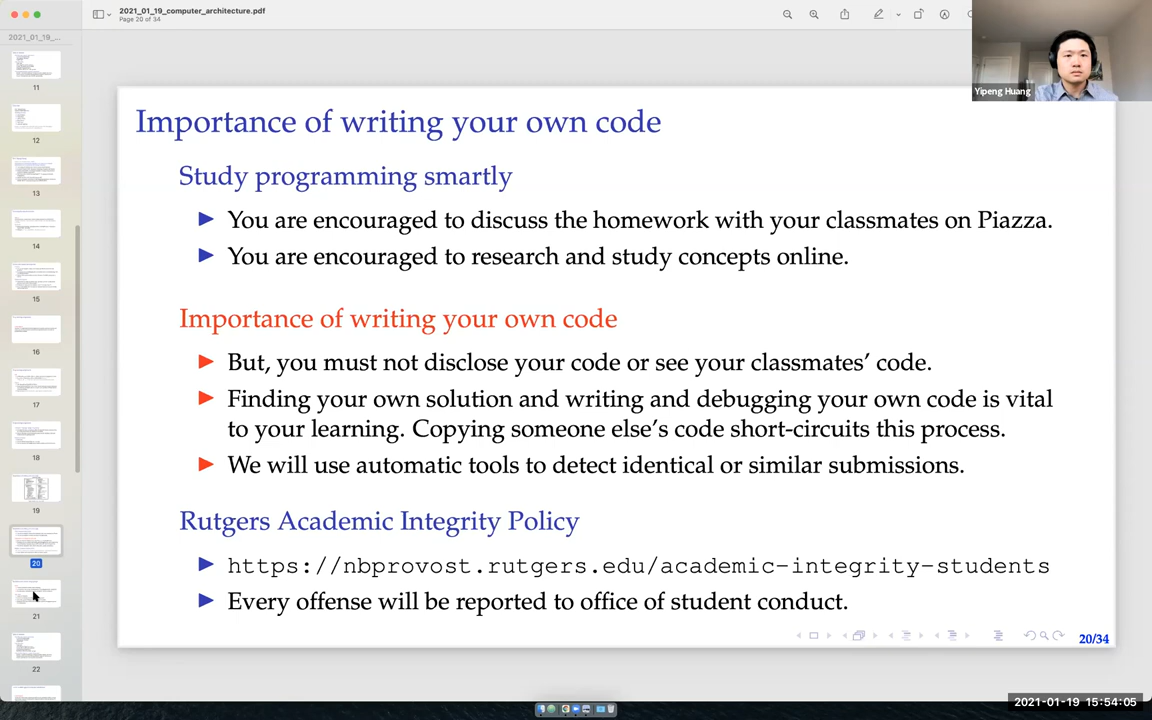 2021_01_19_computer_architecture.pdf
Page 20 of 34
2021_01_19_...
11
12
13
14
15
16
17
18
19
20
21
22
Yipeng Huang
Importance of writing your own code
Study programming smartly
You are encouraged to discuss the homework with your classmates on Piazza.
You are encouraged to research and study concepts online.
Importance of writing your own code
But, you must not disclose your code or see your classmates' code.
Finding your own solution and writing and debugging your own code is vital
to your learning. Copying someone else's code short-circuits this process.
We will use automatic tools to detect identical or similar submissions.
Rutgers Academic Integrity Policy
https://nbprovost.rutgers.edu/academic-integrity-students
Every offense will be reported to office of student conduct.
20/34
2021-01-19 15:54:05